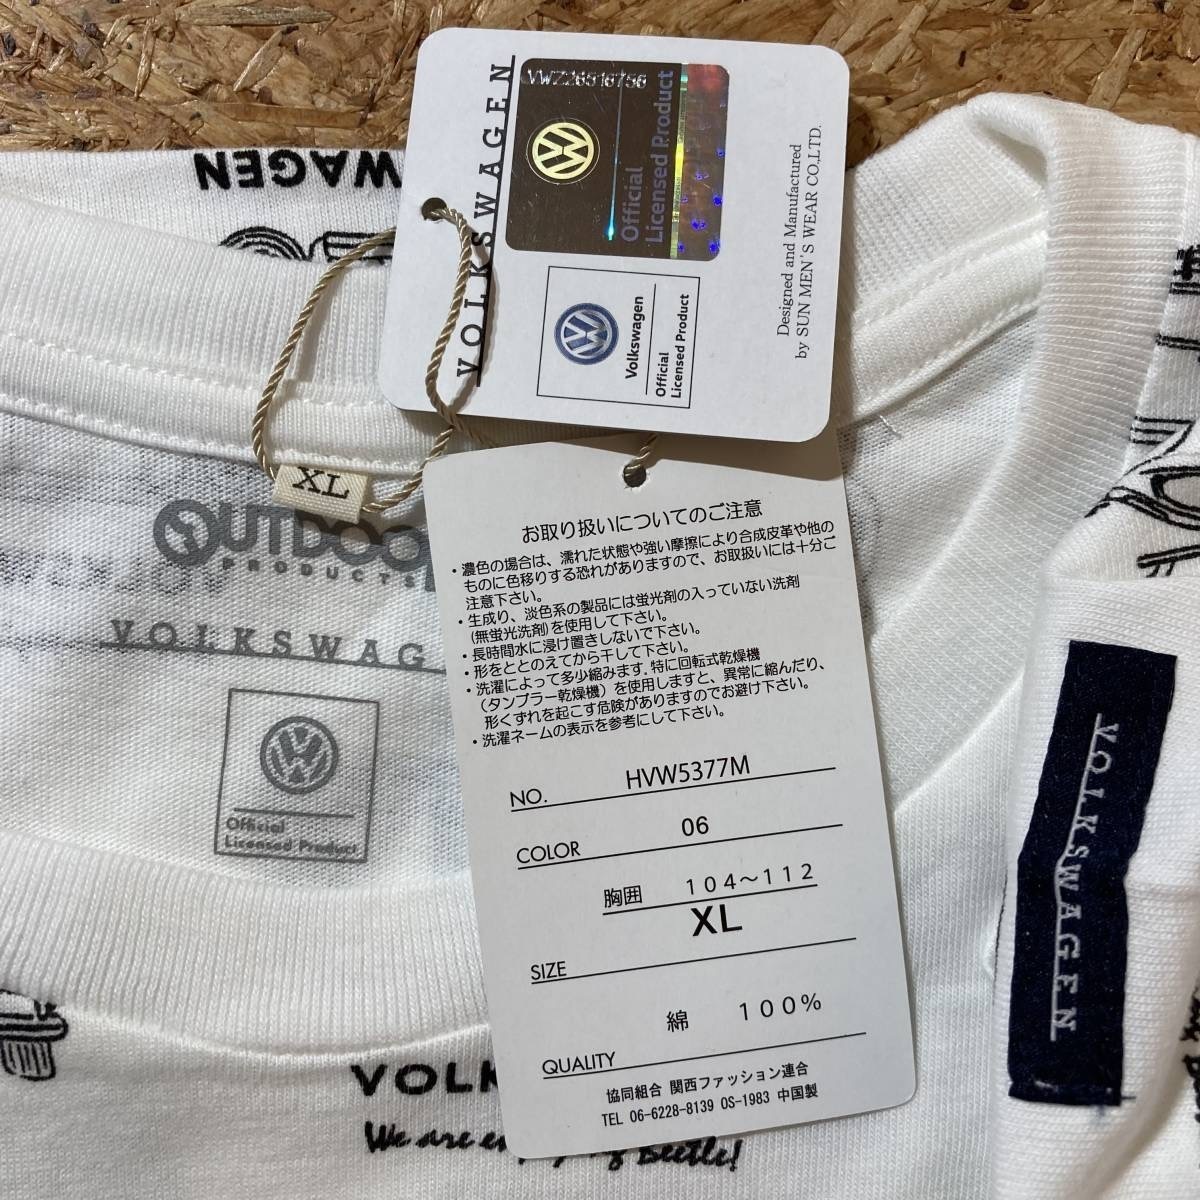 WAGEN
VOLKSWAGEN
VWZ26516756
Official
Licensed Product
Volkswagen
Official
Licensed Product
Designed and Manufactured
by SUN MEN'S WEAR CO.,LTD.
XL
OUTDOO
PRODUCTS
VOLKSWAG
Official
Licensed Product
お取り扱いについてのご注意
・濃色の場合は、濡れた状態や強い摩擦により合成皮革や他の
ものに色移りする恐れがありますので、お取扱いには十分ご
注意下さい。
・生成り、淡色系の製品には蛍光剤の入っていない洗剤
(無蛍光洗剤)を使用して下さい。
・長時間水に浸け置きしないで下さい。
・形をととのえてから干して下さい。
・洗濯によって多少縮みます.特に回転式乾燥機
（タンブラー乾燥機）を使用しますと、異常に縮んだり、
形くずれを起こす危険がありますのでお避け下さい。
・洗濯ネームの表示を参考にして下さい。
NO. HVW5377M
COLOR 06
胸囲 104～112
SIZE XL
綿 100%
QUALITY
協同組合 関西ファッション連合
TEL 06-6228-8139 OS-1983 中国製
VOLKSWAGEN
VOLK
We are en g Beetle!